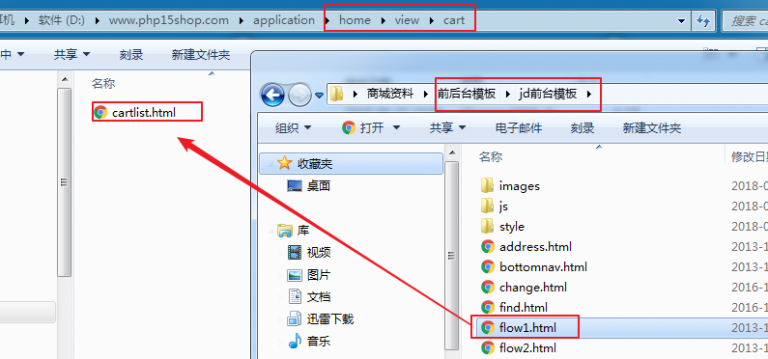 软件 (D:) ▸ www.php15shop.com ▸ application ▸ home ▸ view ▸ cart ▸
搜索 ca
中 ▼ 共享 ▼ 刻录 新建文件夹
名称
cartlist.html
商城资料 ▸ 前后台模板 ▸ jd前台模板 ▸
组织 ▼ 打开 ▼ 共享 ▼ 电子邮件 刻录 新建文件夹
收藏夹
桌面
库
视频
图片
文档
迅雷下载
音乐
名称 修改日
images 2018-0
js 2018-0
style 2018-0
address.html 2013-1
bottomnav.html 2013-1
change.html 2016-1
find.html 2016-1
flow1.html 2013-1
flow2.html 2013-1